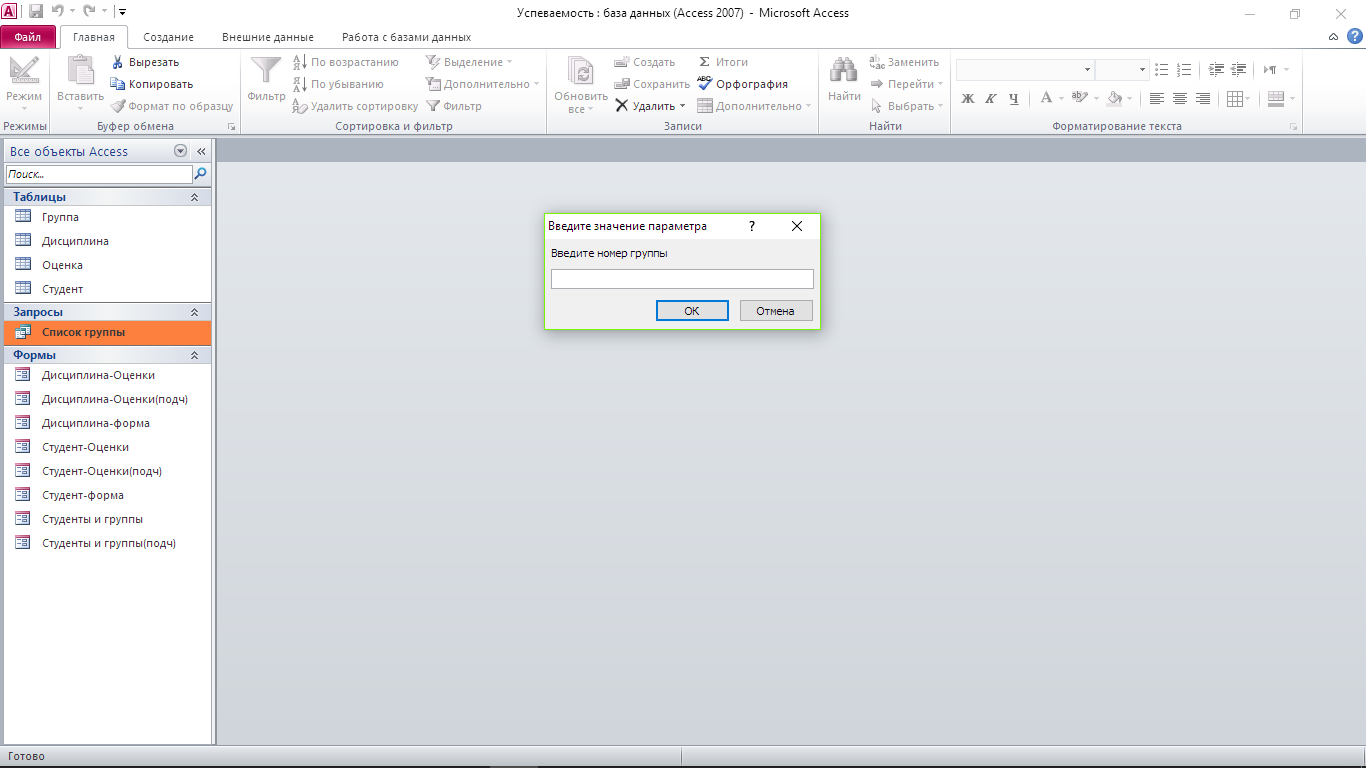 Успеваемость : база данных (Access 2007) - Microsoft Access
Файл Главная Создание Внешние данные Работа с базами данных
Режим
Режимы
Вставить
Вырезать
Копировать
Формат по образцу
Буфер обмена
Фильтр
По возрастанию
По убыванию
Удалить сортировку
Выделение
Дополнительно
Фильтр
Сортировка и фильтр
Обновить
все
Создать
Сохранить
Удалить
Итоги
Орфография
Дополнительно
Записи
Найти
Заменить
Перейти
Выбрать
Найти
Ж К Ч
Форматирование текста
Все объекты Access
Поиск...
Таблицы
Группа
Дисциплина
Оценка
Студент
Запросы
Список группы
Формы
Дисциплина-Оценки
Дисциплина-Оценки(подч)
Дисциплина-форма
Студент-Оценки
Студент-Оценки(подч)
Студент-форма
Студенты и группы
Студенты и группы(подч)
Введите значение параметра
Введите номер группы
ОК Отмена
Готово